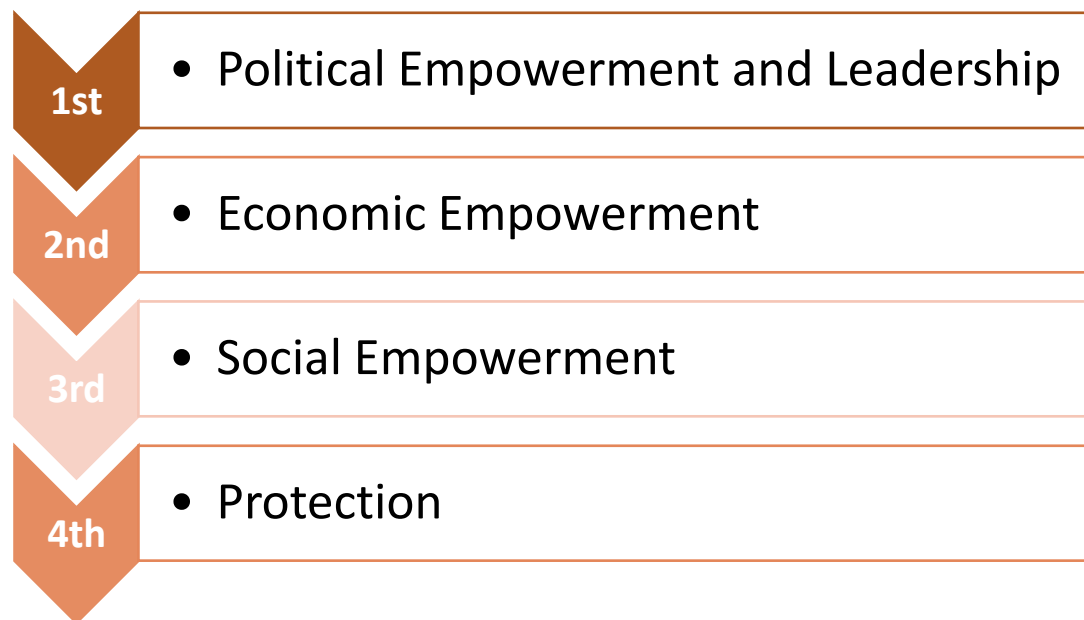 1st
• Political Empowerment and Leadership
2nd
• Economic Empowerment
3rd
• Social Empowerment
4th
• Protection